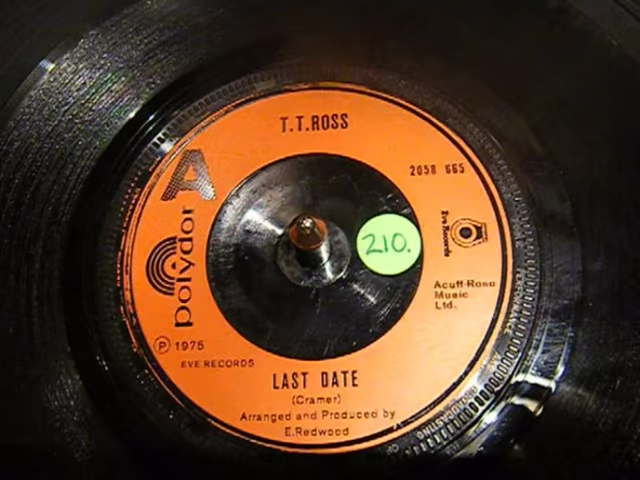 T.T.ROSS
A
2058 665
polydor
Eve Records
210.
Acuff-Rose
Music
Ltd.
P 1975
EVE RECORDS
LAST DATE
(Cramer)
Arranged and Produced by
E.Redwood